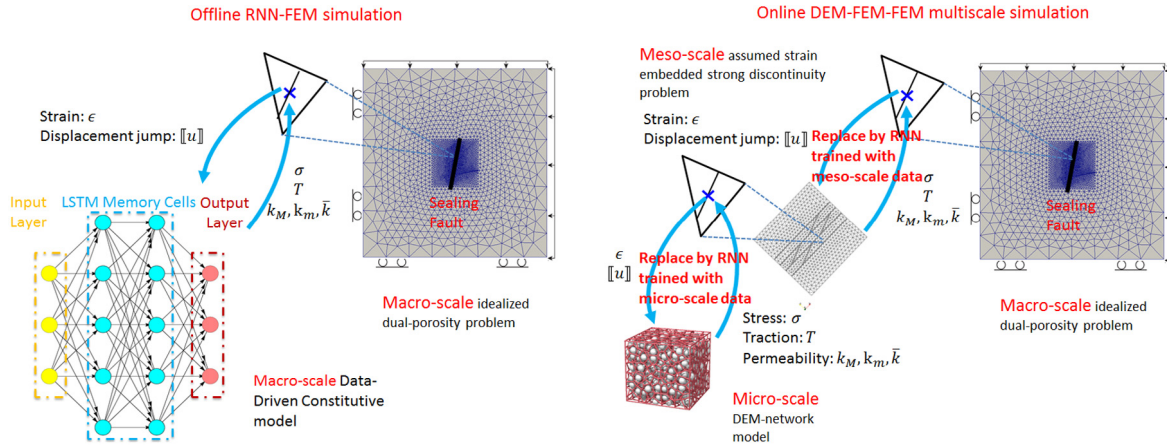 Offline RNN-FEM simulation
Strain: ϵ
Displacement jump: ⟦u⟧
σ
T
k_M, k_m, k̄
Input
Layer
LSTM Memory Cells
Output
Layer
Sealing
Fault
Macro-scale idealized
dual-porosity problem
Macro-scale Data-
Driven Constitutive
model
Online DEM-FEM-FEM multiscale simulation
Meso-scale assumed strain
embedded strong discontinuity
problem
Strain: ϵ
Displacement jump: ⟦u⟧
Replace by RNN
trained with
meso-scale data
σ
T
k_M, k_m, k̄
Sealing
Fault
ϵ
⟦u⟧
Replace by RNN
trained with
micro-scale data
Stress: σ
Traction: T
Permeability: k_M, k_m, k̄
Macro-scale idealized
dual-porosity problem
Micro-scale
DEM-network
model